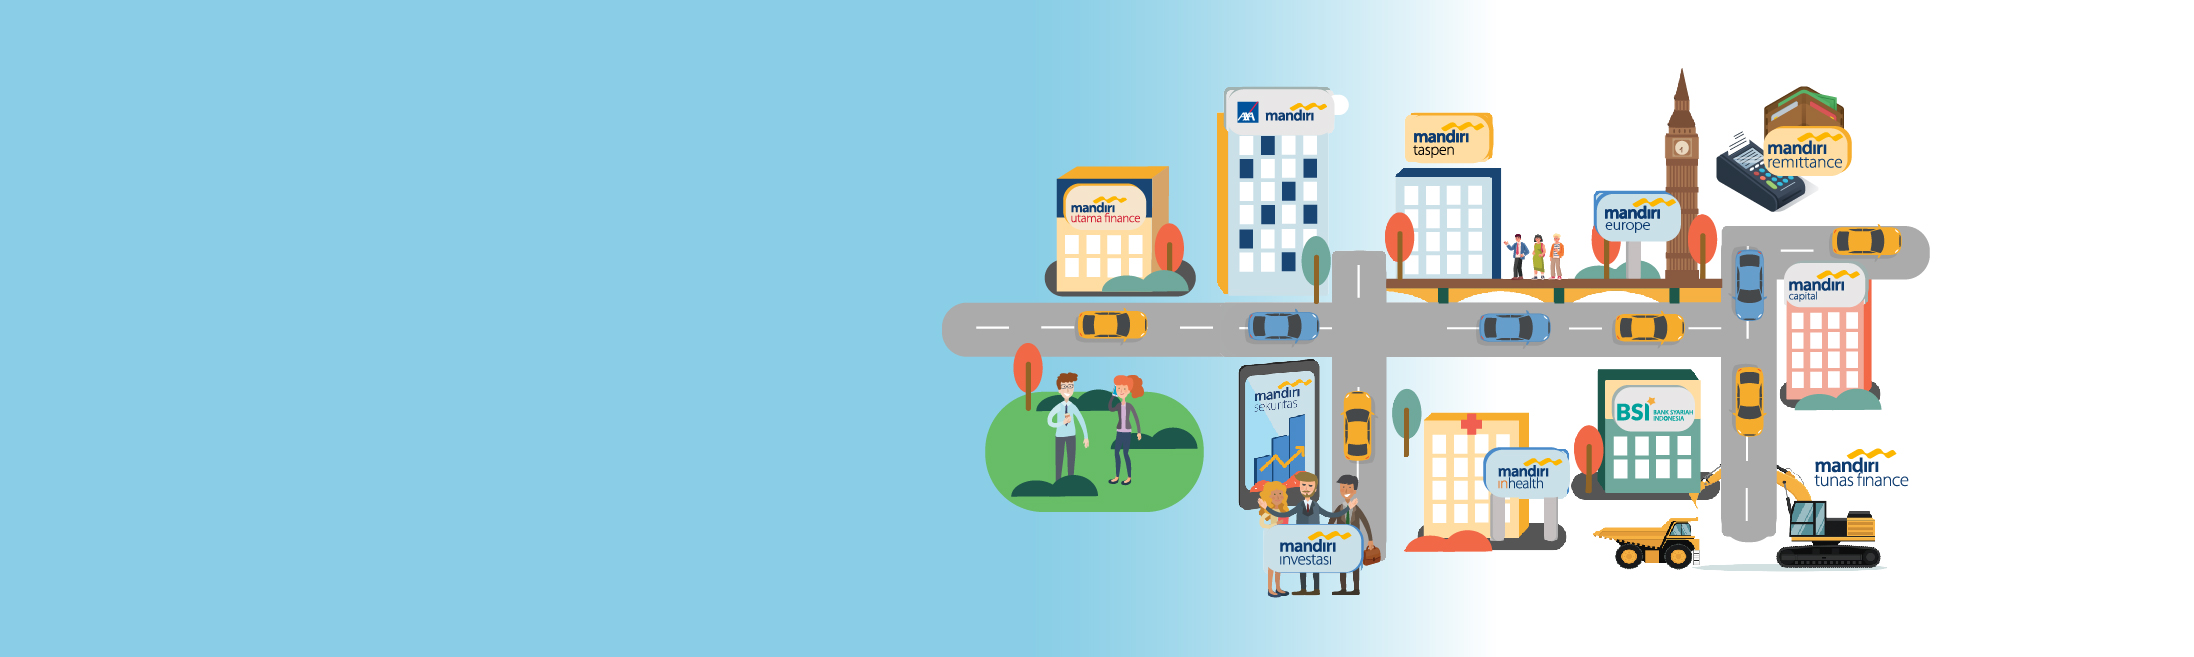 AXA mandiri
mandiri
taspen
mandiri
remittance
mandiri
utama finance
mandiri
europe
mandiri
capital
mandiri
sekuritas
BSI BANK SYARIAH
INDONESIA
mandiri
inhealth
mandiri
tunas finance
mandiri
investasi